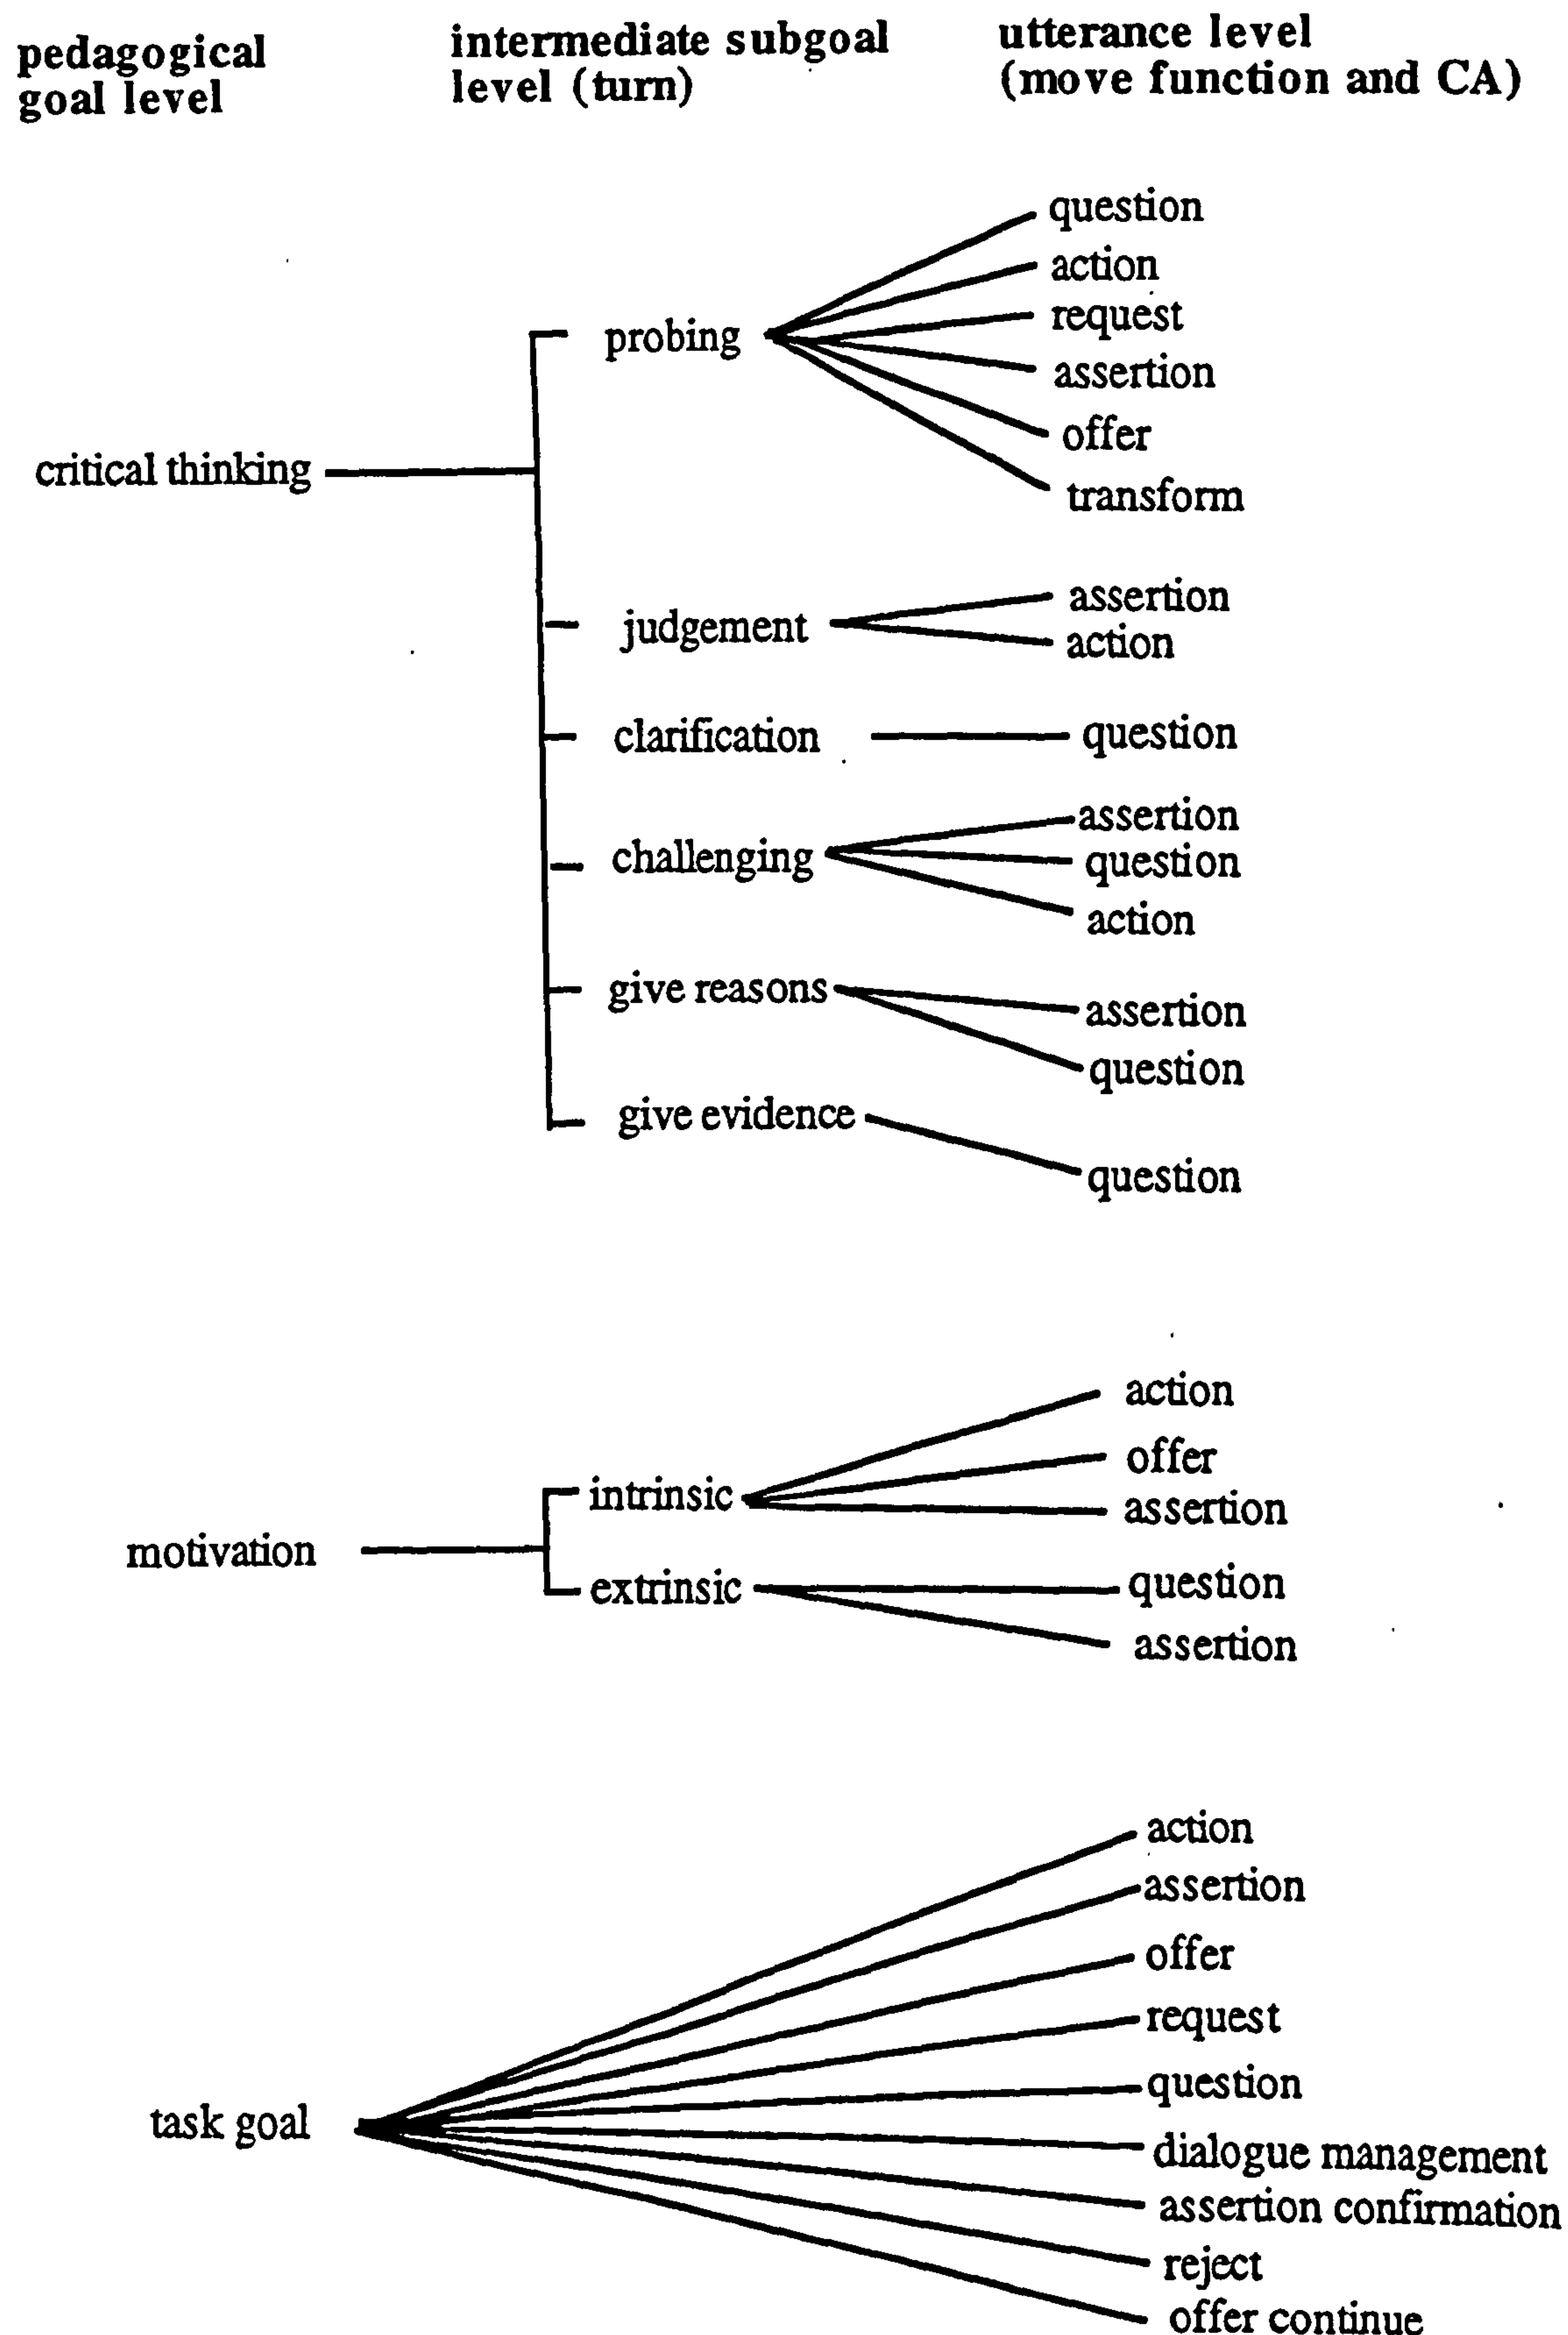 pedagogical
goal level
intermediate subgoal
level (turn)
utterance level
(move function and CA)
question
action
request
probing
assertion
offer
critical thinking
transform
assertion
judgement
action
clarification
question
assertion
challenging
question
action
give reasons
assertion
question
give evidence
question
action
offer
intrinsic
assertion
motivation
extrinsic
question
assertion
action
assertion
offer
request
question
task goal
dialogue management
assertion confirmation
reject
offer continue